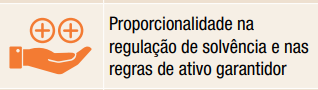 Proporcionalidade na
regulação de solvência e nas
regras de ativo garantidor